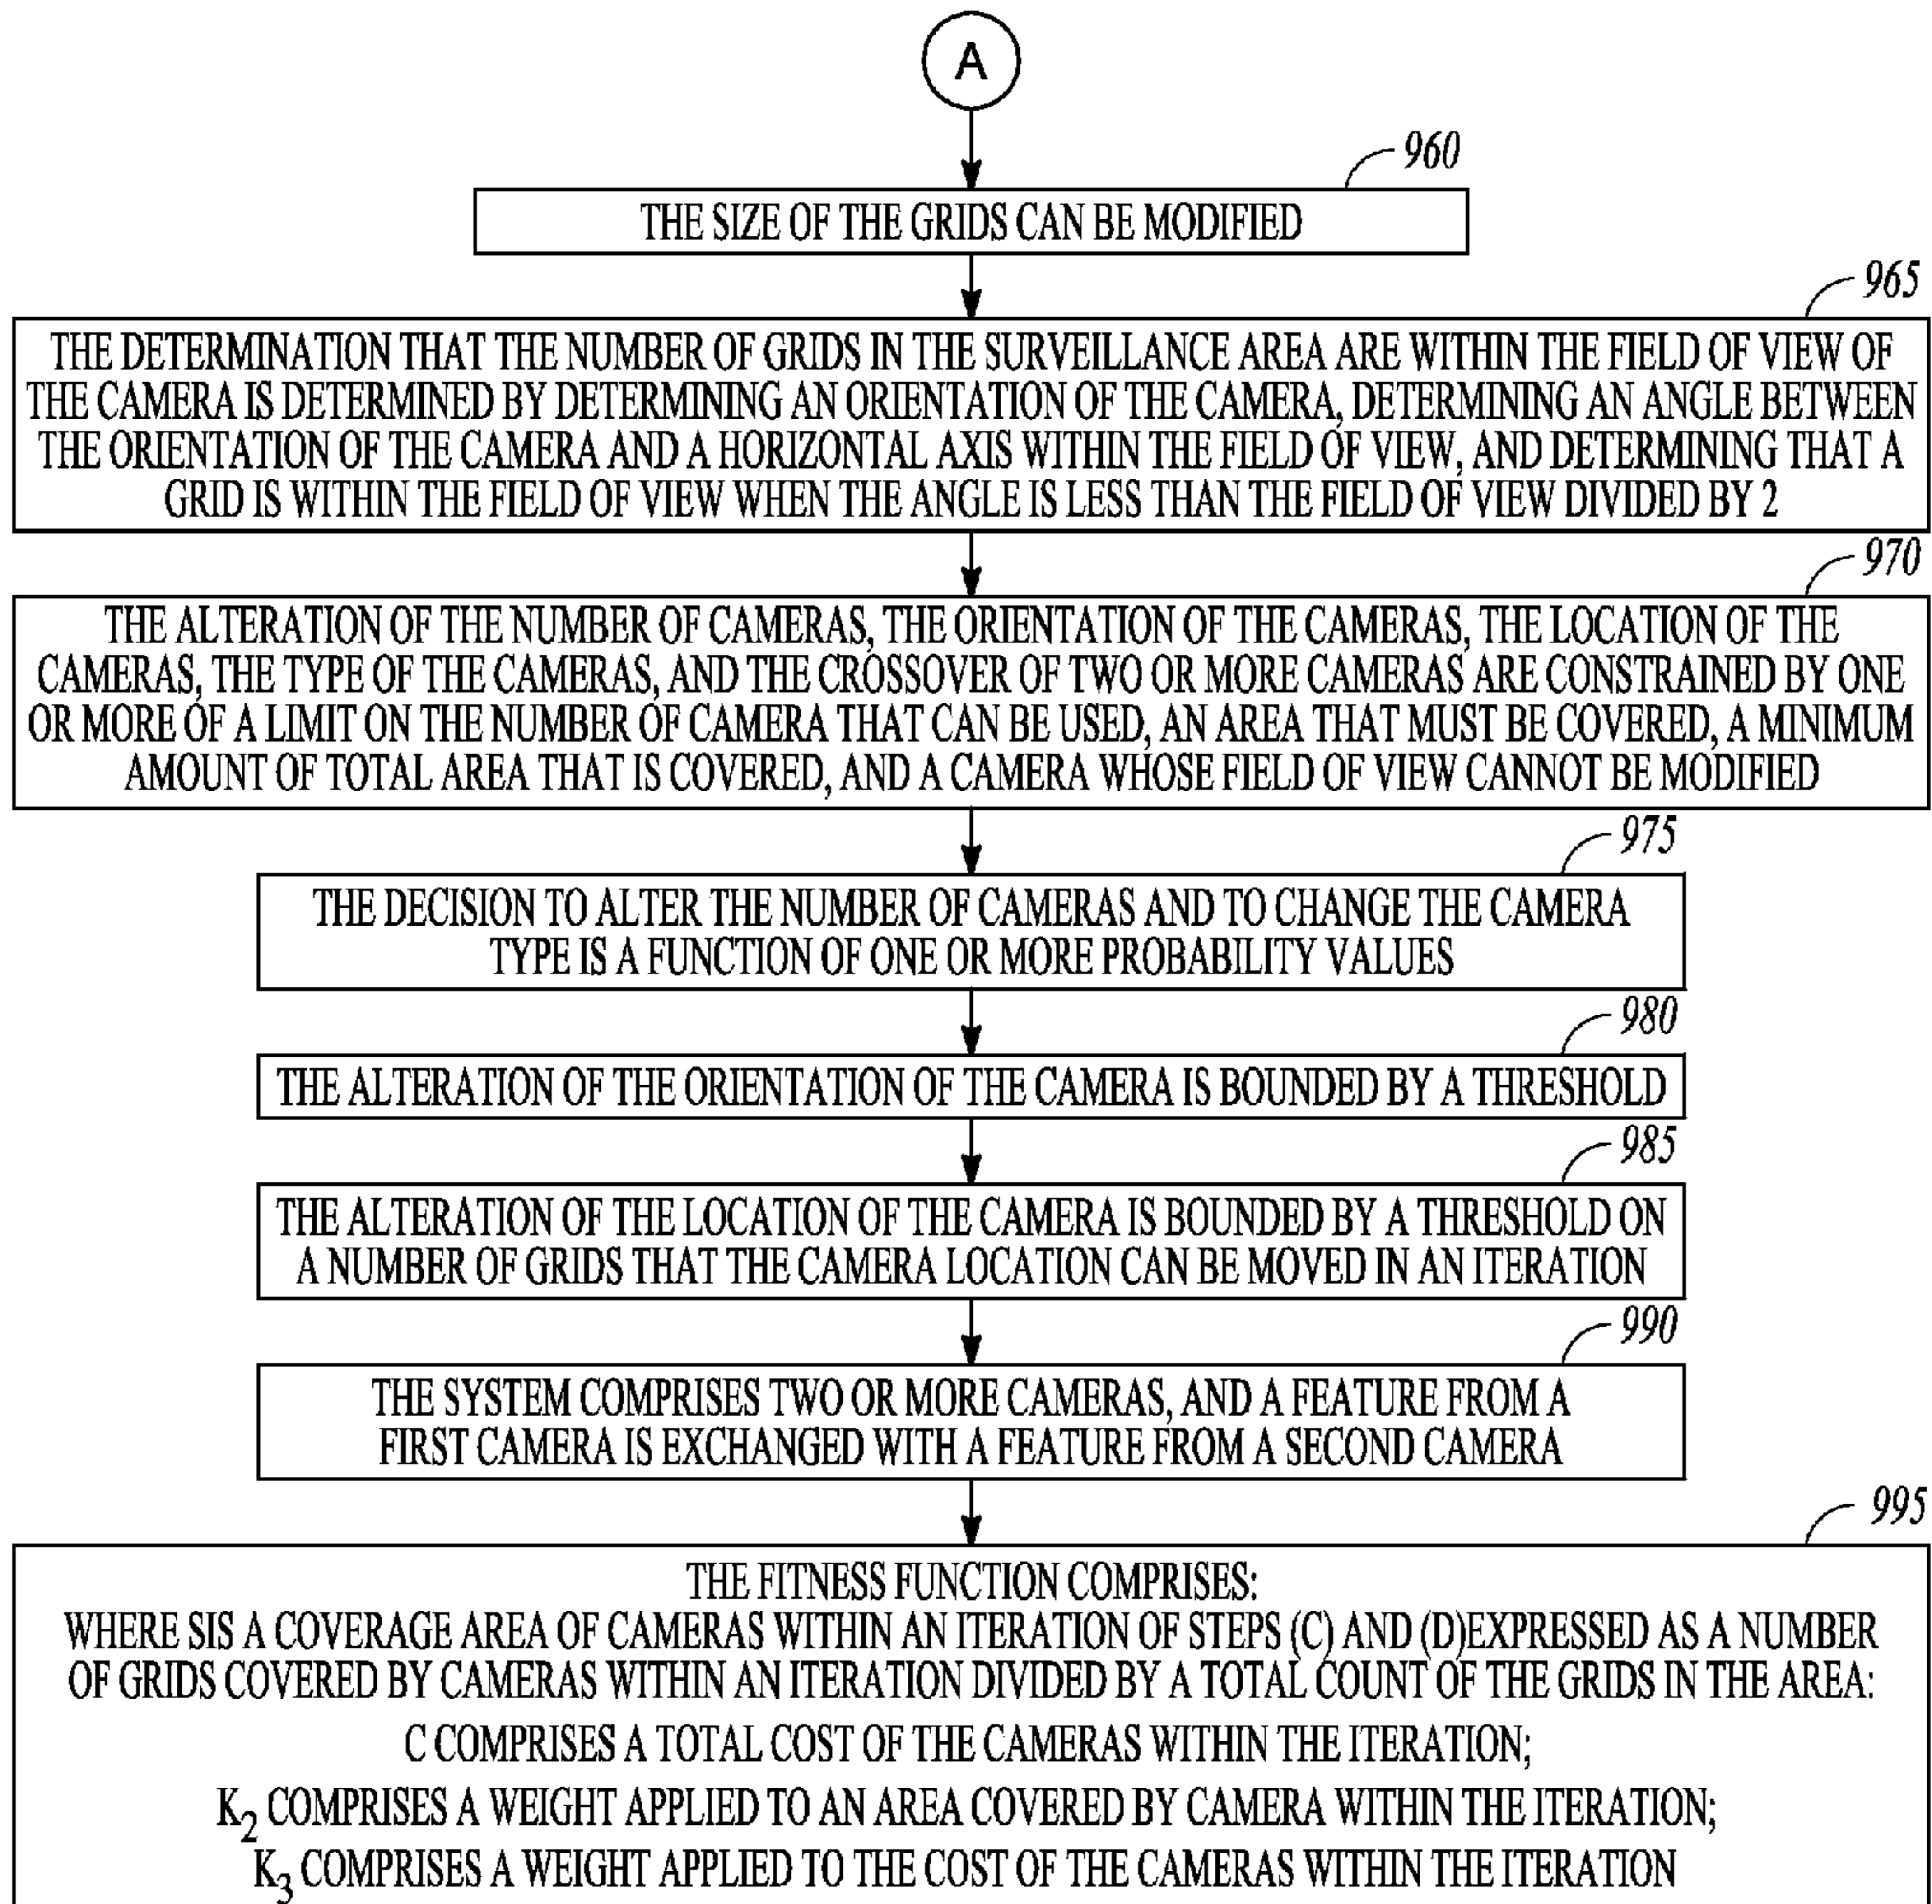 A
960
THE SIZE OF THE GRIDS CAN BE MODIFIED
965
THE DETERMINATION THAT THE NUMBER OF GRIDS IN THE SURVEILLANCE AREA ARE WITHIN THE FIELD OF VIEW OF
THE CAMERA IS DETERMINED BY DETERMINING AN ORIENTATION OF THE CAMERA, DETERMINING AN ANGLE BETWEEN
THE ORIENTATION OF THE CAMERA AND A HORIZONTAL AXIS WITHIN THE FIELD OF VIEW, AND DETERMINING THAT A
GRID IS WITHIN THE FIELD OF VIEW WHEN THE ANGLE IS LESS THAN THE FIELD OF VIEW DIVIDED BY 2
970
THE ALTERATION OF THE NUMBER OF CAMERAS, THE ORIENTATION OF THE CAMERAS, THE LOCATION OF THE
CAMERAS, THE TYPE OF THE CAMERAS, AND THE CROSSOVER OF TWO OR MORE CAMERAS ARE CONSTRAINED BY ONE
OR MORE OF A LIMIT ON THE NUMBER OF CAMERA THAT CAN BE USED, AN AREA THAT MUST BE COVERED, A MINIMUM
AMOUNT OF TOTAL AREA THAT IS COVERED, AND A CAMERA WHOSE FIELD OF VIEW CANNOT BE MODIFIED
975
THE DECISION TO ALTER THE NUMBER OF CAMERAS AND TO CHANGE THE CAMERA
TYPE IS A FUNCTION OF ONE OR MORE PROBABILITY VALUES
980
THE ALTERATION OF THE ORIENTATION OF THE CAMERA IS BOUNDED BY A THRESHOLD
985
THE ALTERATION OF THE LOCATION OF THE CAMERA IS BOUNDED BY A THRESHOLD ON
A NUMBER OF GRIDS THAT THE CAMERA LOCATION CAN BE MOVED IN AN ITERATION
990
THE SYSTEM COMPRISES TWO OR MORE CAMERAS, AND A FEATURE FROM A
FIRST CAMERA IS EXCHANGED WITH A FEATURE FROM A SECOND CAMERA
995
THE FITNESS FUNCTION COMPRISES:
WHERE SIS A COVERAGE AREA OF CAMERAS WITHIN AN ITERATION OF STEPS (C) AND (D)EXPRESSED AS A NUMBER
OF GRIDS COVERED BY CAMERAS WITHIN AN ITERATION DIVIDED BY A TOTAL COUNT OF THE GRIDS IN THE AREA:
C COMPRISES A TOTAL COST OF THE CAMERAS WITHIN THE ITERATION;
K₂ COMPRISES A WEIGHT APPLIED TO AN AREA COVERED BY CAMERA WITHIN THE ITERATION;
K₃ COMPRISES A WEIGHT APPLIED TO THE COST OF THE CAMERAS WITHIN THE ITERATION